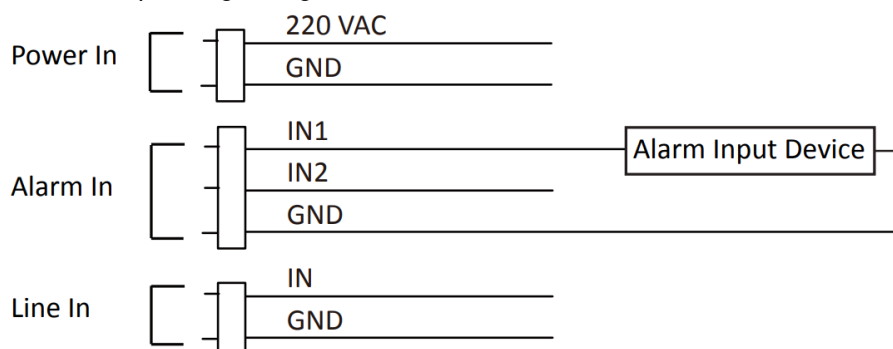 220 VAC
Power In
GND
IN1
Alarm Input Device
IN2
Alarm In
GND
IN
Line In
GND